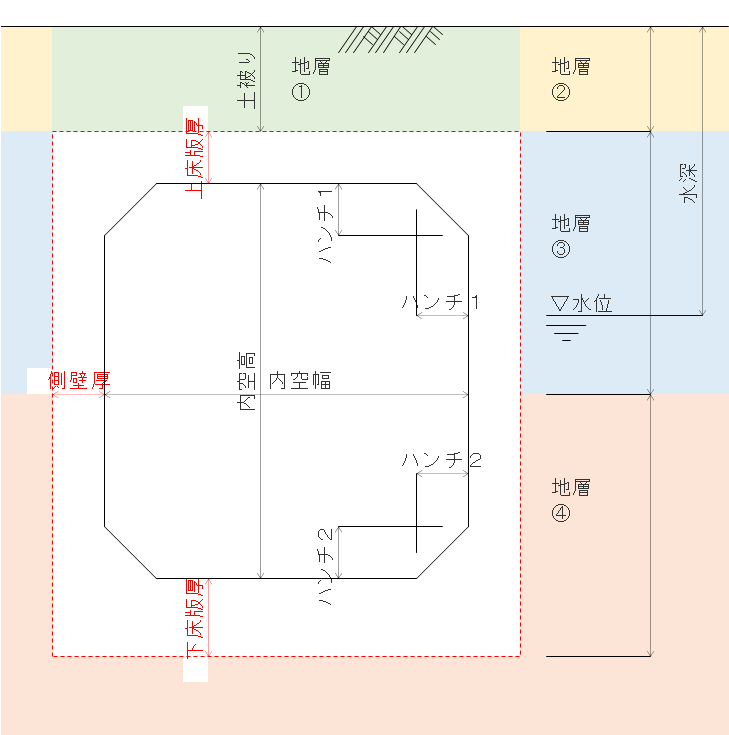 土被り
地層
①
地層
②
上床版厚
水深
ハンチ1
地層
③
ハンチ1
▽水位
内空高
内空幅
側壁厚
ハンチ2
地層
④
ハンチ2
下床版厚